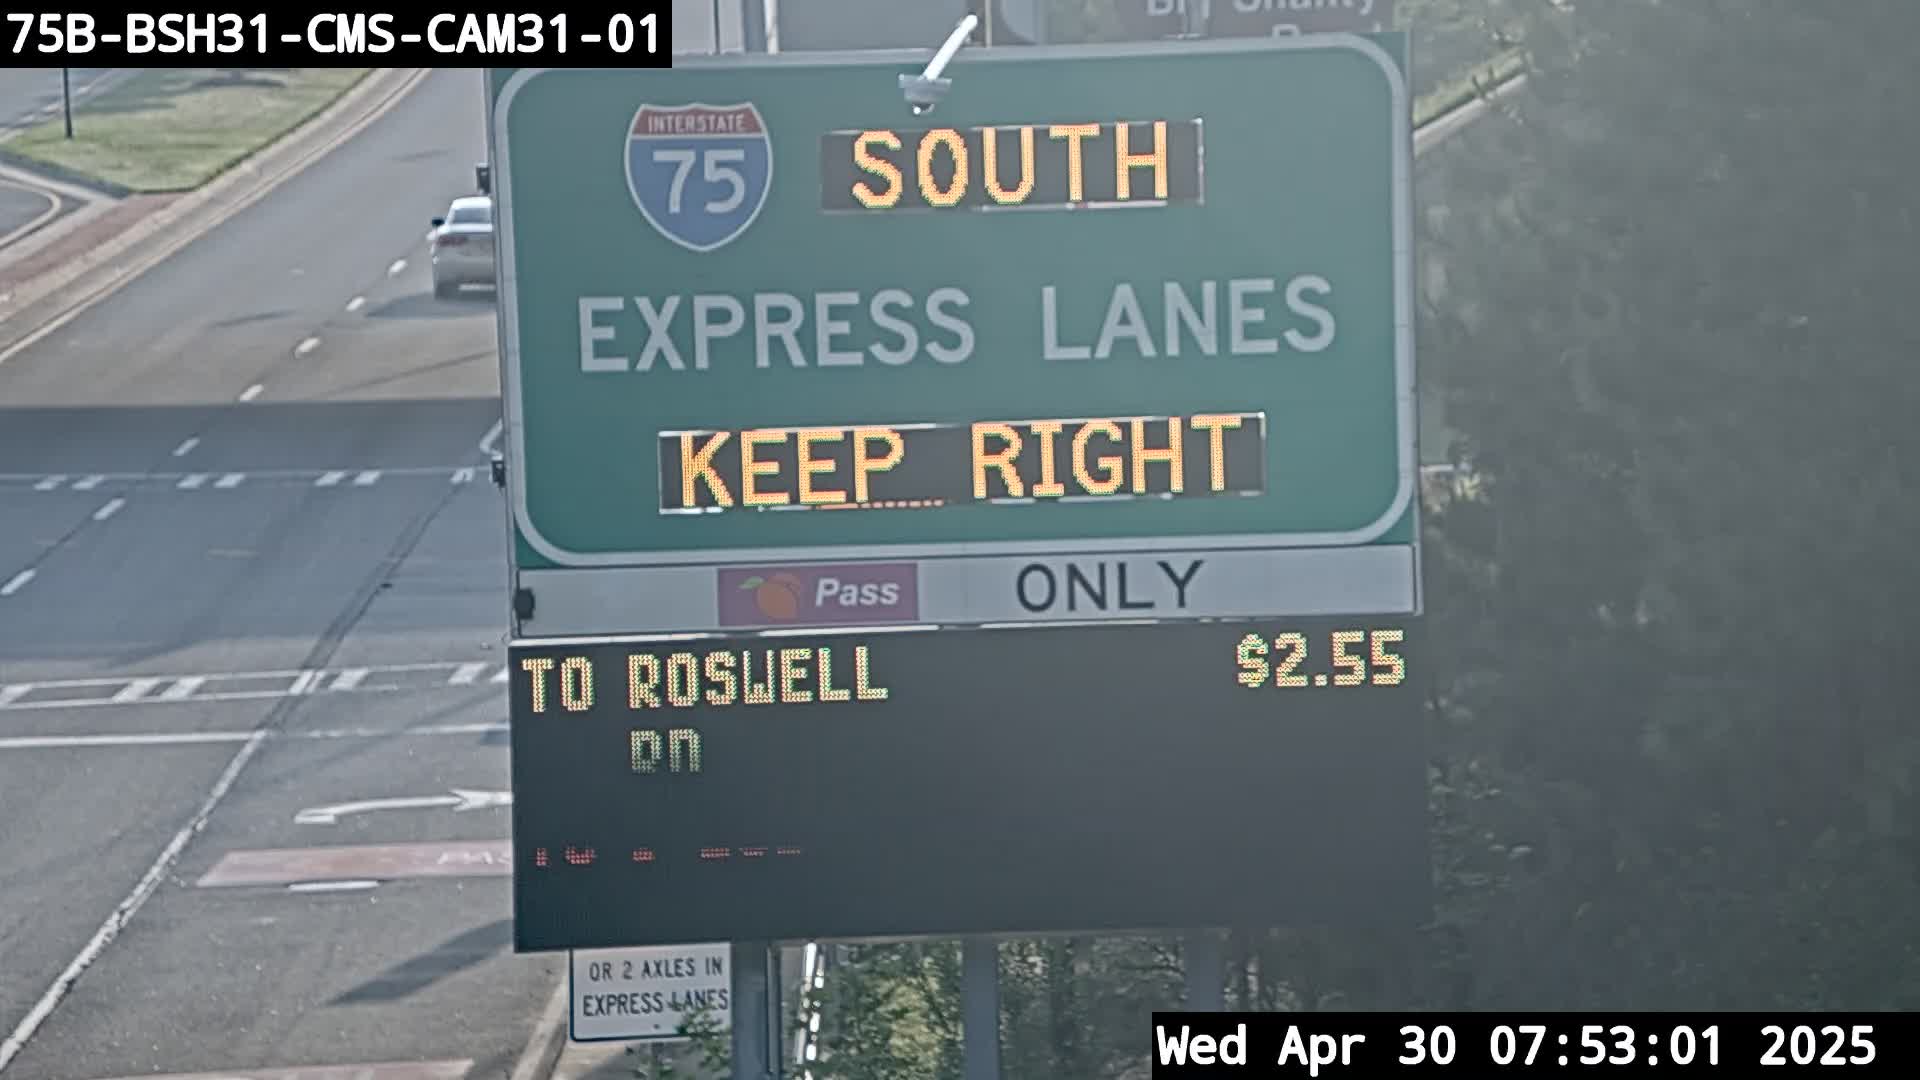 75B-BSH31-CMS-CAM31-01
Shanty
INTERSTATE
75
SOUTH
EXPRESS LANES
KEEP RIGHT
Pass ONLY
TO ROSWELL $2.55
OR 2 AXLES IN
EXPRESS LANES
Wed Apr 30 07:53:01 2025